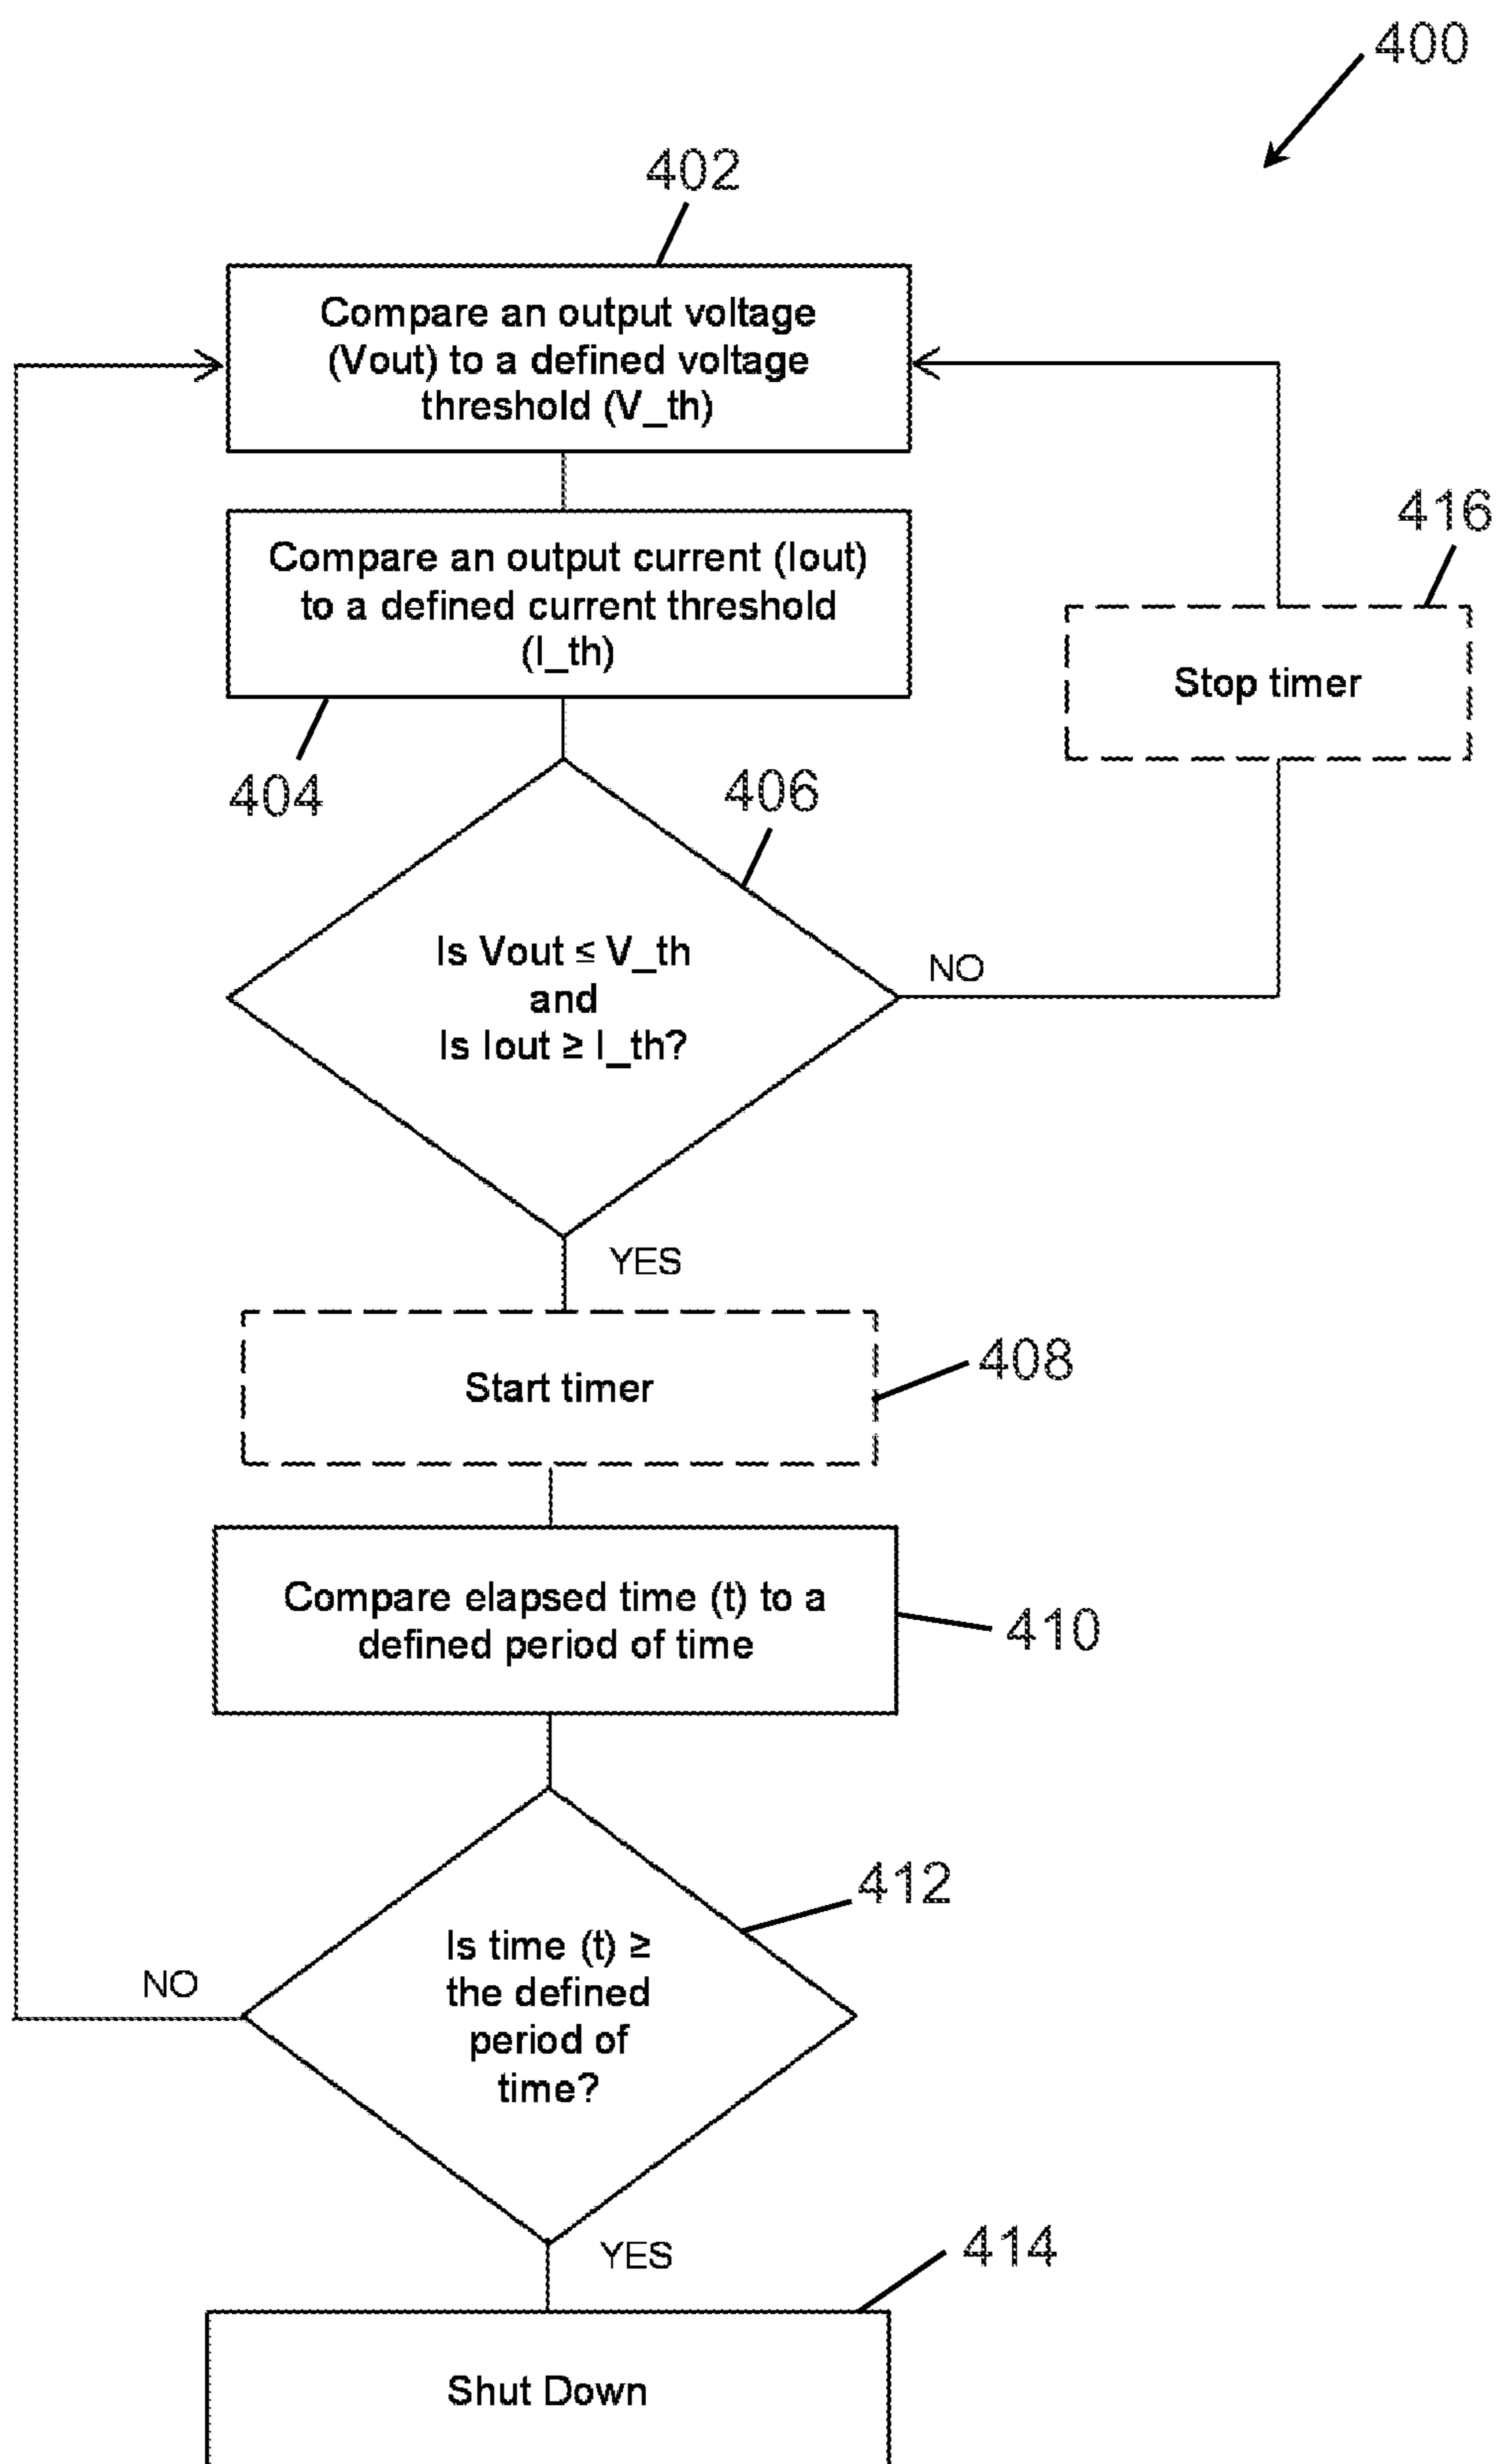 400
402
Compare an output voltage
(Vout) to a defined voltage
threshold (V_th)
Compare an output current (Iout)
to a defined current threshold
(I_th)
416
Stop timer
404
406
Is Vout ≤ V_th
and
Is Iout ≥ I_th?
NO
YES
Start timer
408
Compare elapsed time (t) to a
defined period of time
410
412
Is time (t) ≥
the defined
period of
time?
NO
YES
414
Shut Down